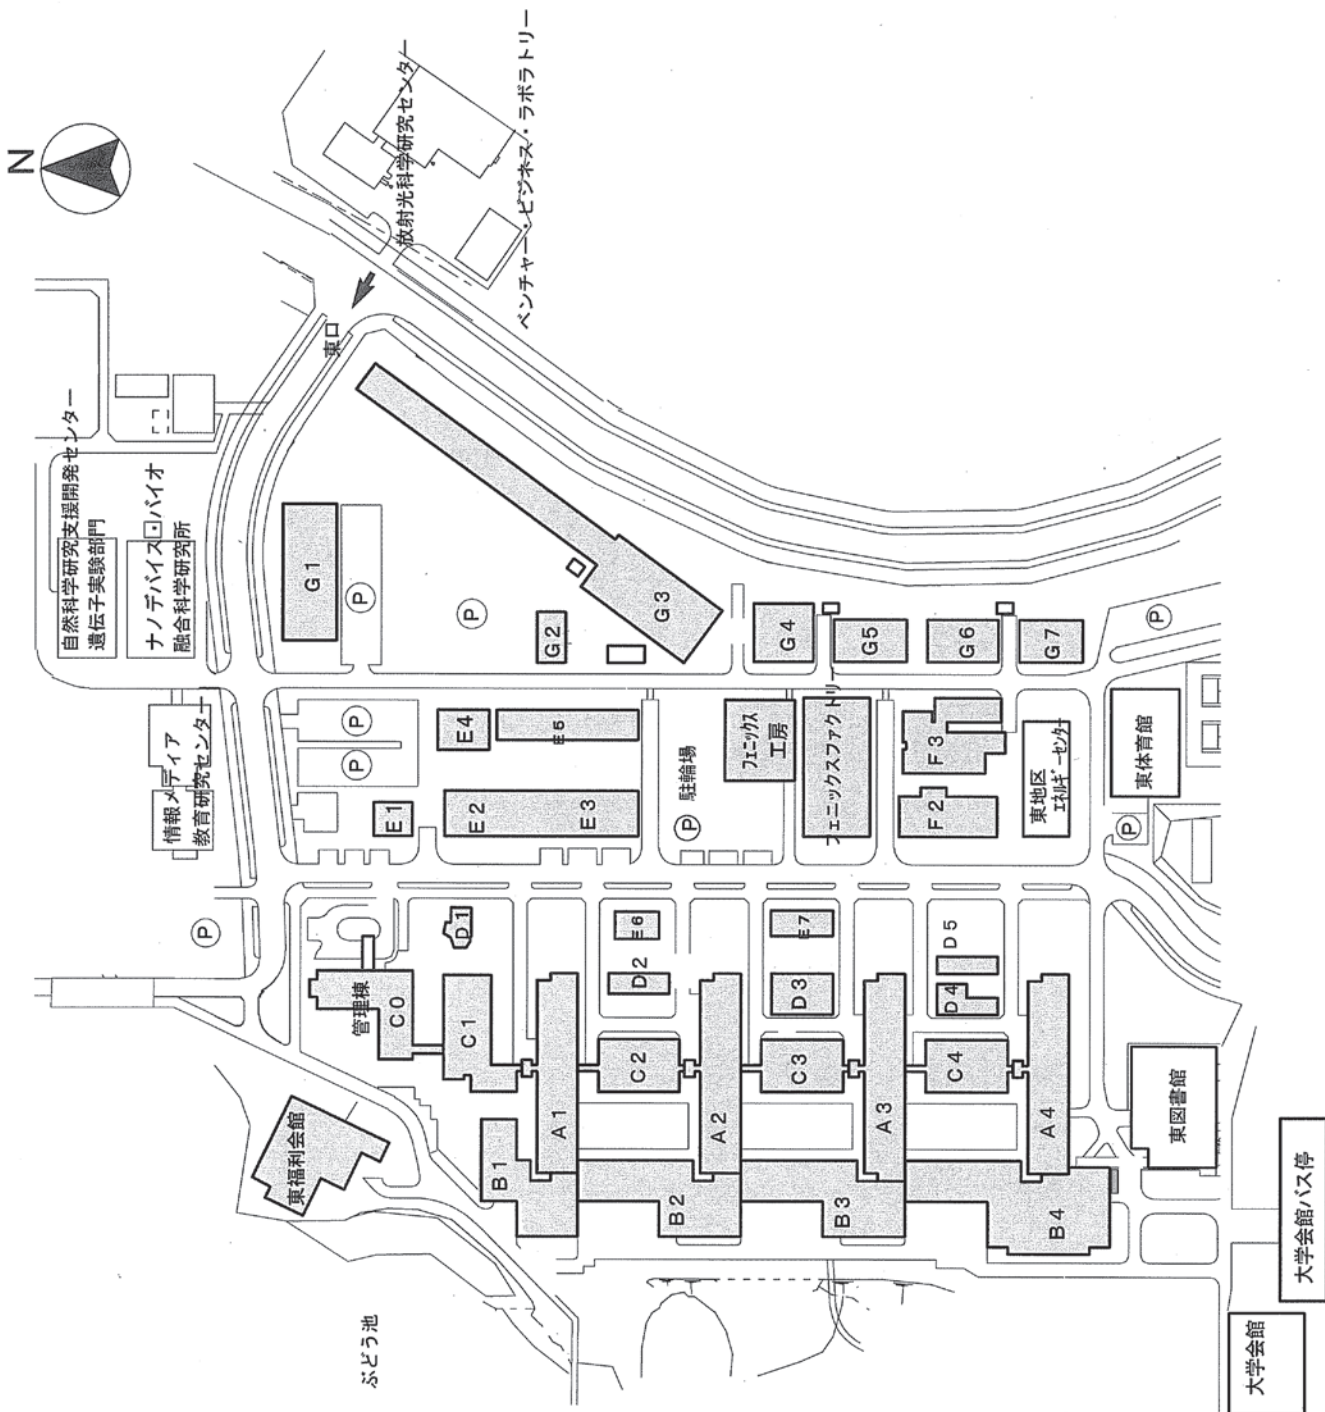 N
放射光科学研究センター
ベンチャー・ビジネス・ラボラトリー
東口
自然科学研究支援開発センター
遺伝子実験部門
ナノデバイス・バイオ
融合科学研究所
情報メディア
教育研究センター
G1
P
P
G2
G3
G4
G5
G6
G7
P
P
P
E4
E5
E1
E2
E3
駐輪場
P
フェニックス
工房
フェニックスファクトリー
F3
F2
東地区
エネルギーセンター
東体育館
P
P
管理棟
C0
D1
C1
E6
D2
E7
D3
D5
D4
C2
C3
C4
A1
A2
A3
A4
B1
B2
B3
B4
東福利会館
東図書館
ぶどう池
大学会館バス停
大学会館